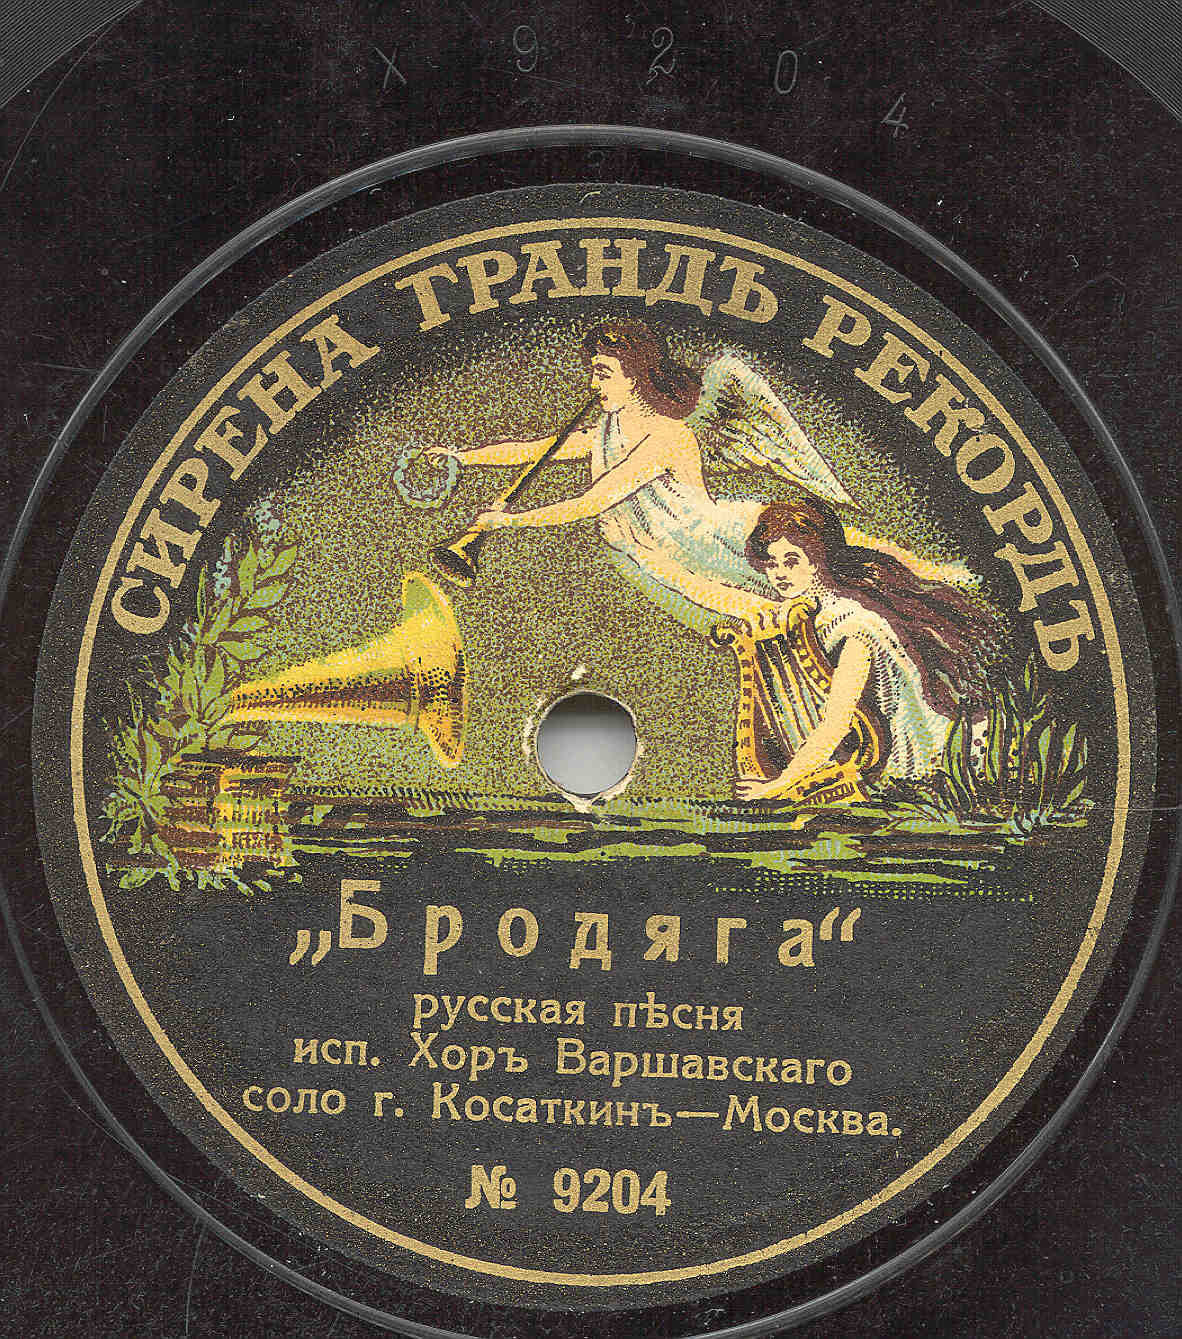 X 9204
СИРЕНА ГРАНДЪ РЕКОРДЪ
„Бродяга“
русская пѣсня
исп. Хоръ Варшавскаго
соло г. Косаткинъ—Москва.
№ 9204